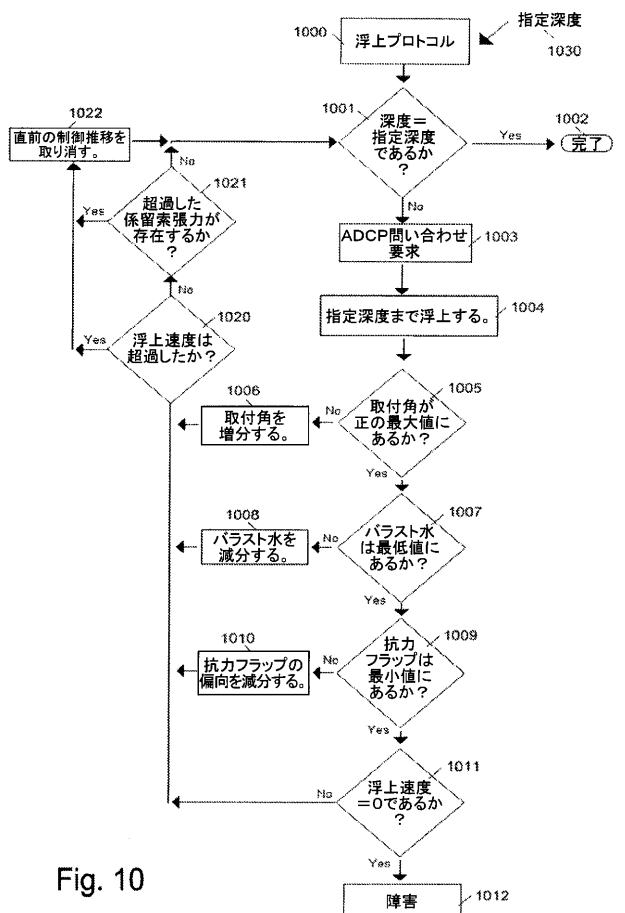 1000
浮上プロトコル
指定深度
1030
1001
深度＝
指定深度
であるか
？
Yes
1002
完了
1022
直前の制御推移を
取り消す。
No
1021
超過した
係留索張力が
存在するか
？
Yes
No
1020
浮上速度は
超過したか？
Yes
No
ADCP問い合わせ
要求
1003
指定深度まで浮上する。
1004
1005
取付角が
正の最大値に
あるか？
No
1006
取付角を
増分する。
Yes
1007
バラスト水
は最低値に
あるか？
No
1008
バラスト水を
減分する。
Yes
1009
抗力
フラップは
最小値に
あるか？
No
1010
抗力フラップの
偏向を減分する。
Yes
1011
浮上速度
＝0であるか
？
No
Yes
障害
1012
Fig. 10